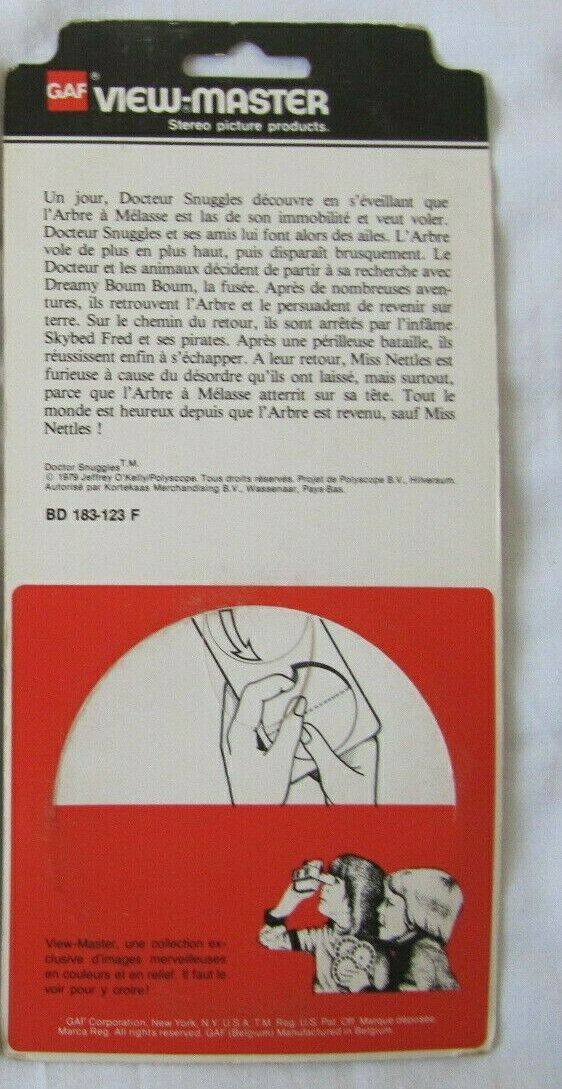 GAF® VIEW-MASTER
Stereo picture products.
Un jour, Docteur Snuggles découvre en s'éveillant que
l'Arbre à Mélasse est las de son immobilité et veut voler.
Docteur Snuggles et ses amis lui font alors des ailes. L'Arbre
vole de plus en plus haut, puis disparaît brusquement. Le
Docteur et les animaux décident de partir à sa recherche avec
Dreamy Boum Boum, la fusée. Après de nombreuses aven-
tures, ils retrouvent l'Arbre et le persuadent de revenir sur
terre. Sur le chemin du retour, ils sont arrêtés par l'infâme
Skybed Fred et ses pirates. Après une périlleuse bataille, ils
réussissent enfin à s'échapper. A leur retour, Miss Nettles est
furieuse à cause du désordre qu'ils ont laissé, mais surtout,
parce que l'Arbre à Mélasse atterrit sur sa tête. Tout le
monde est heureux depuis que l'Arbre est revenu, sauf Miss
Nettles !
Doctor Snuggles T.M.
© 1979 Jeffrey O'Kelly/Polyscope. Tous droits réservés. Projet de Polyscope B.V., Hilversum.
Autorisé par Kortekaas Merchandising B.V., Wassenaar, Pays-Bas.
BD 183-123 F
View-Master, une collection ex-
clusive d'images merveilleuses
en couleurs et en relief. Il faut le
voir pour y croire!
GAF Corporation, New York, N.Y. U.S.A. T.M. Reg. U.S. Pat. Off. Marque déposée
Marca Reg. All rights reserved. GAF (Belgium) Manufactured in Belgium